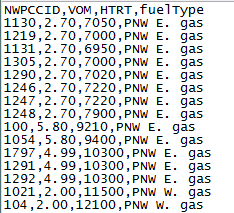 NWPCCID,VOM,HTRT,fuelType
1130,2.70,7050,PNW E. gas
1219,2.70,7000,PNW E. gas
1131,2.70,6950,PNW E. gas
1305,2.70,7000,PNW E. gas
1290,2.70,7020,PNW E. gas
1246,2.70,7220,PNW E. gas
1247,2.70,7220,PNW E. gas
1248,2.70,7900,PNW E. gas
100,5.80,9210,PNW E. gas
1054,5.80,9400,PNW E. gas
1797,4.99,10300,PNW E. gas
1291,4.99,10300,PNW E. gas
1292,4.99,10300,PNW E. gas
1021,2.00,11500,PNW W. gas
104,2.00,12100,PNW W. gas